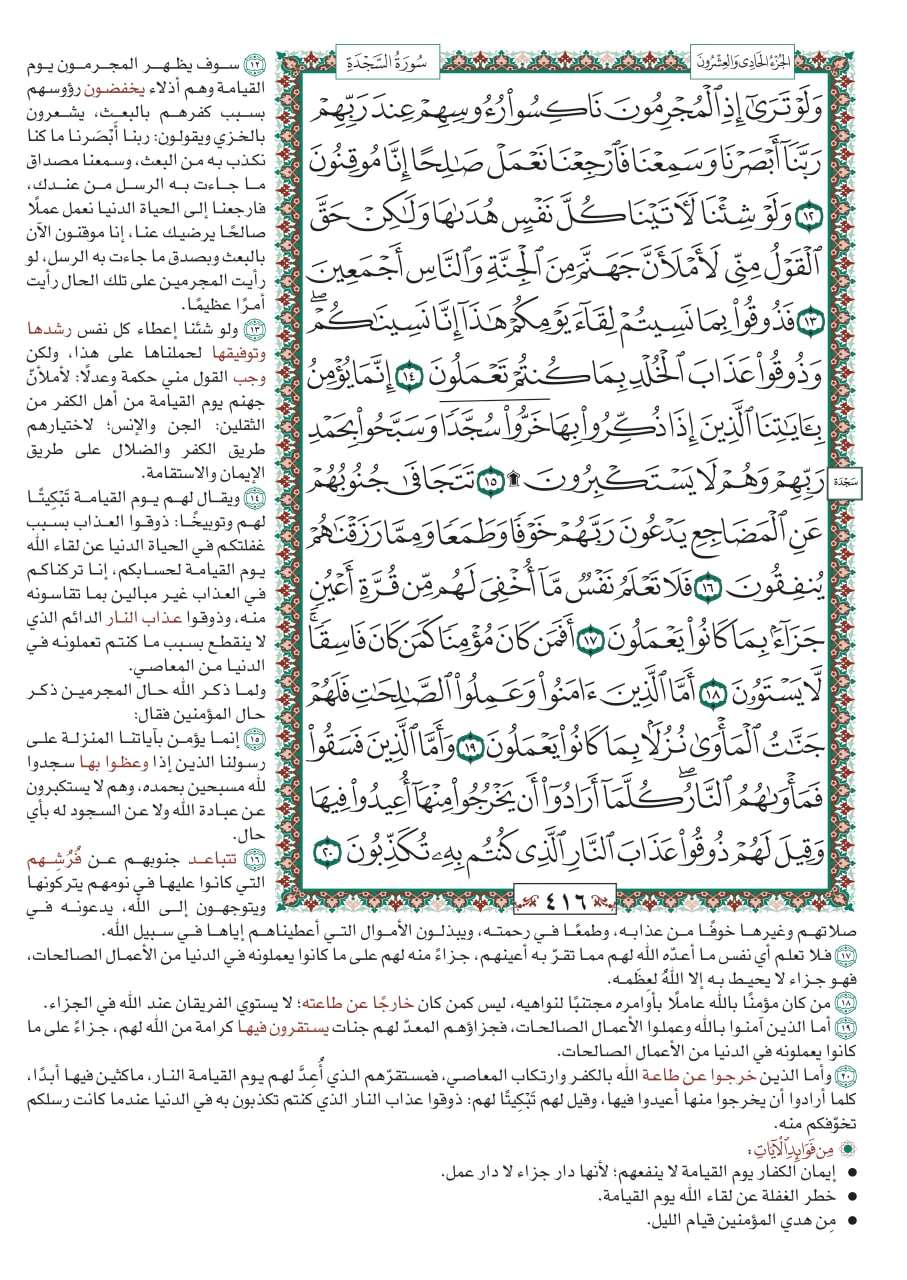 الجُزْءُ الحَادِى وَالعِشْرُونَ
سُورَةُ السَّجْدَةِ
وَلَوْ تَرَىٰٓ إِذِ ٱلْمُجْرِمُونَ نَاكِسُوا۟ رُءُوسِهِمْ عِندَ رَبِّهِمْ
رَبَّنَآ أَبْصَرْنَا وَسَمِعْنَا فَٱرْجِعْنَا نَعْمَلْ صَـٰلِحًا إِنَّا مُوقِنُونَ
١٢ وَلَوْ شِئْنَا لَـَٔاتَيْنَا كُلَّ نَفْسٍ هُدَىٰهَا وَلَـٰكِنْ حَقَّ
ٱلْقَوْلُ مِنِّى لَأَمْلَأَنَّ جَهَنَّمَ مِنَ ٱلْجِنَّةِ وَٱلنَّاسِ أَجْمَعِينَ
١٣ فَذُوقُوا۟ بِمَا نَسِيتُمْ لِقَآءَ يَوْمِكُمْ هَـٰذَآ إِنَّا نَسِينَـٰكُمْ ۖ
وَذُوقُوا۟ عَذَابَ ٱلْخُلْدِ بِمَا كُنتُمْ تَعْمَلُونَ ١٤ إِنَّمَا يُؤْمِنُ
بِـَٔايَـٰتِنَا ٱلَّذِينَ إِذَا ذُكِّرُوا۟ بِهَا خَرُّوا۟ سُجَّدًا وَسَبَّحُوا۟ بِحَمْدِ
رَبِّهِمْ وَهُمْ لَا يَسْتَكْبِرُونَ ۩ ١٥ تَتَجَافَىٰ جُنُوبُهُمْ
سَجْدَة
عَنِ ٱلْمَضَاجِعِ يَدْعُونَ رَبَّهُمْ خَوْفًا وَطَمَعًا وَمِمَّا رَزَقْنَـٰهُمْ
يُنفِقُونَ ١٦ فَلَا تَعْلَمُ نَفْسٌ مَّآ أُخْفِىَ لَهُم مِّن قُرَّةِ أَعْيُنٍ
جَزَآءًۢ بِمَا كَانُوا۟ يَعْمَلُونَ ١٧ أَفَمَن كَانَ مُؤْمِنًا كَمَن كَانَ فَاسِقًا ۚ
لَّا يَسْتَوُۥنَ ١٨ أَمَّا ٱلَّذِينَ ءَامَنُوا۟ وَعَمِلُوا۟ ٱلصَّـٰلِحَـٰتِ فَلَهُمْ
جَنَّـٰتُ ٱلْمَأْوَىٰ نُزُلًۢا بِمَا كَانُوا۟ يَعْمَلُونَ ١٩ وَأَمَّا ٱلَّذِينَ فَسَقُوا۟
فَمَأْوَىٰهُمُ ٱلنَّارُ ۖ كُلَّمَآ أَرَادُوٓا۟ أَن يَخْرُجُوا۟ مِنْهَآ أُعِيدُوا۟ فِيهَا
وَقِيلَ لَهُمْ ذُوقُوا۟ عَذَابَ ٱلنَّارِ ٱلَّذِى كُنتُم بِهِۦ تُكَذِّبُونَ ٢٠
٤١٦
١٢ سوف يظهر المجرمون يوم
القيامة وهم أذلاء يخفضون رؤوسهم
بسبب كفرهم بالبعث، يشعرون
بالخزي ويقولون: ربنا أَبْصَرنا ما كنا
نكذب به من البعث، وسمعنا مصداق
ما جاءت به الرسل من عندك،
فارجعنا إلى الحياة الدنيا نعمل عملًا
صالحًا يرضيك عنا، إنا موقنون الآن
بالبعث وبصدق ما جاءت به الرسل، لو
رأيت المجرمين على تلك الحال رأيت
أمرًا عظيمًا.
١٣ ولو شئنا إعطاء كل نفس رشدها
وتوفيقها لحملناها على هذا، ولكن
وجب القول مني حكمة وعدلًا: لأملأنّ
جهنم يوم القيامة من أهل الكفر من
الثقلين: الجن والإنس؛ لاختيارهم
طريق الكفر والضلال على طريق
الإيمان والاستقامة.
١٤ ويقال لهم يوم القيامة تَبْكِيتًا
لهم وتوبيخًا: ذوقوا العذاب بسبب
غفلتكم في الحياة الدنيا عن لقاء الله
يوم القيامة لحسابكم، إنا تركناكم
في العذاب غير مبالين بما تقاسونه
منه، وذوقوا عذاب النار الدائم الذي
لا ينقطع بسبب ما كنتم تعملونه في
الدنيا من المعاصي.
ولما ذكر الله حال المجرمين ذكر
حال المؤمنين فقال:
١٥ إنما يؤمن بآياتنا المنزلة على
رسولنا الذين إذا وعظوا بها سجدوا
لله مسبحين بحمده، وهم لا يستكبرون
عن عبادة الله ولا عن السجود له بأي
حال.
١٦ تتباعد جنوبهم عن فُرُشِهم
التي كانوا عليها في نومهم يتركونها
ويتوجهون إلى الله، يدعونه في
صلاتهم وغيرها خوفًا من عذابه، وطمعًا في رحمته، ويبذلون الأموال التي أعطيناهم إياها في سبيل الله.
١٧ فلا تعلم أي نفس ما أعدّه الله لهم مما تقرّ به أعينهم، جزاءً منه لهم على ما كانوا يعملونه في الدنيا من الأعمال الصالحات،
فهو جزاء لا يحيط به إلا اللهُ لعظَمه.
١٨ من كان مؤمنًا بالله عاملًا بأوامره مجتنبًا لنواهيه، ليس كمن كان خارجًا عن طاعته؛ لا يستوي الفريقان عند الله في الجزاء.
١٩ أما الذين آمنوا بالله وعملوا الأعمال الصالحات، فجزاؤهم المعدّ لهم جنات يستقرون فيها كرامة من الله لهم، جزاءً على ما
كانوا يعملونه في الدنيا من الأعمال الصالحات.
٢٠ وأما الذين خرجوا عن طاعة الله بالكفر وارتكاب المعاصي، فمستقرّهم الذي أُعِدَّ لهم يوم القيامة النار، ماكثين فيها أبدًا،
كلما أرادوا أن يخرجوا منها أعيدوا فيها، وقيل لهم تَبْكِيتًا لهم: ذوقوا عذاب النار الذي كنتم تكذبون به في الدنيا عندما كانت رسلكم
تخوّفكم منه.
مِن فَوَائِدِ الْآيَاتِ:
● إيمان الكفار يوم القيامة لا ينفعهم؛ لأنها دار جزاء لا دار عمل.
● خطر الغفلة عن لقاء الله يوم القيامة.
● مِن هدي المؤمنين قيام الليل.